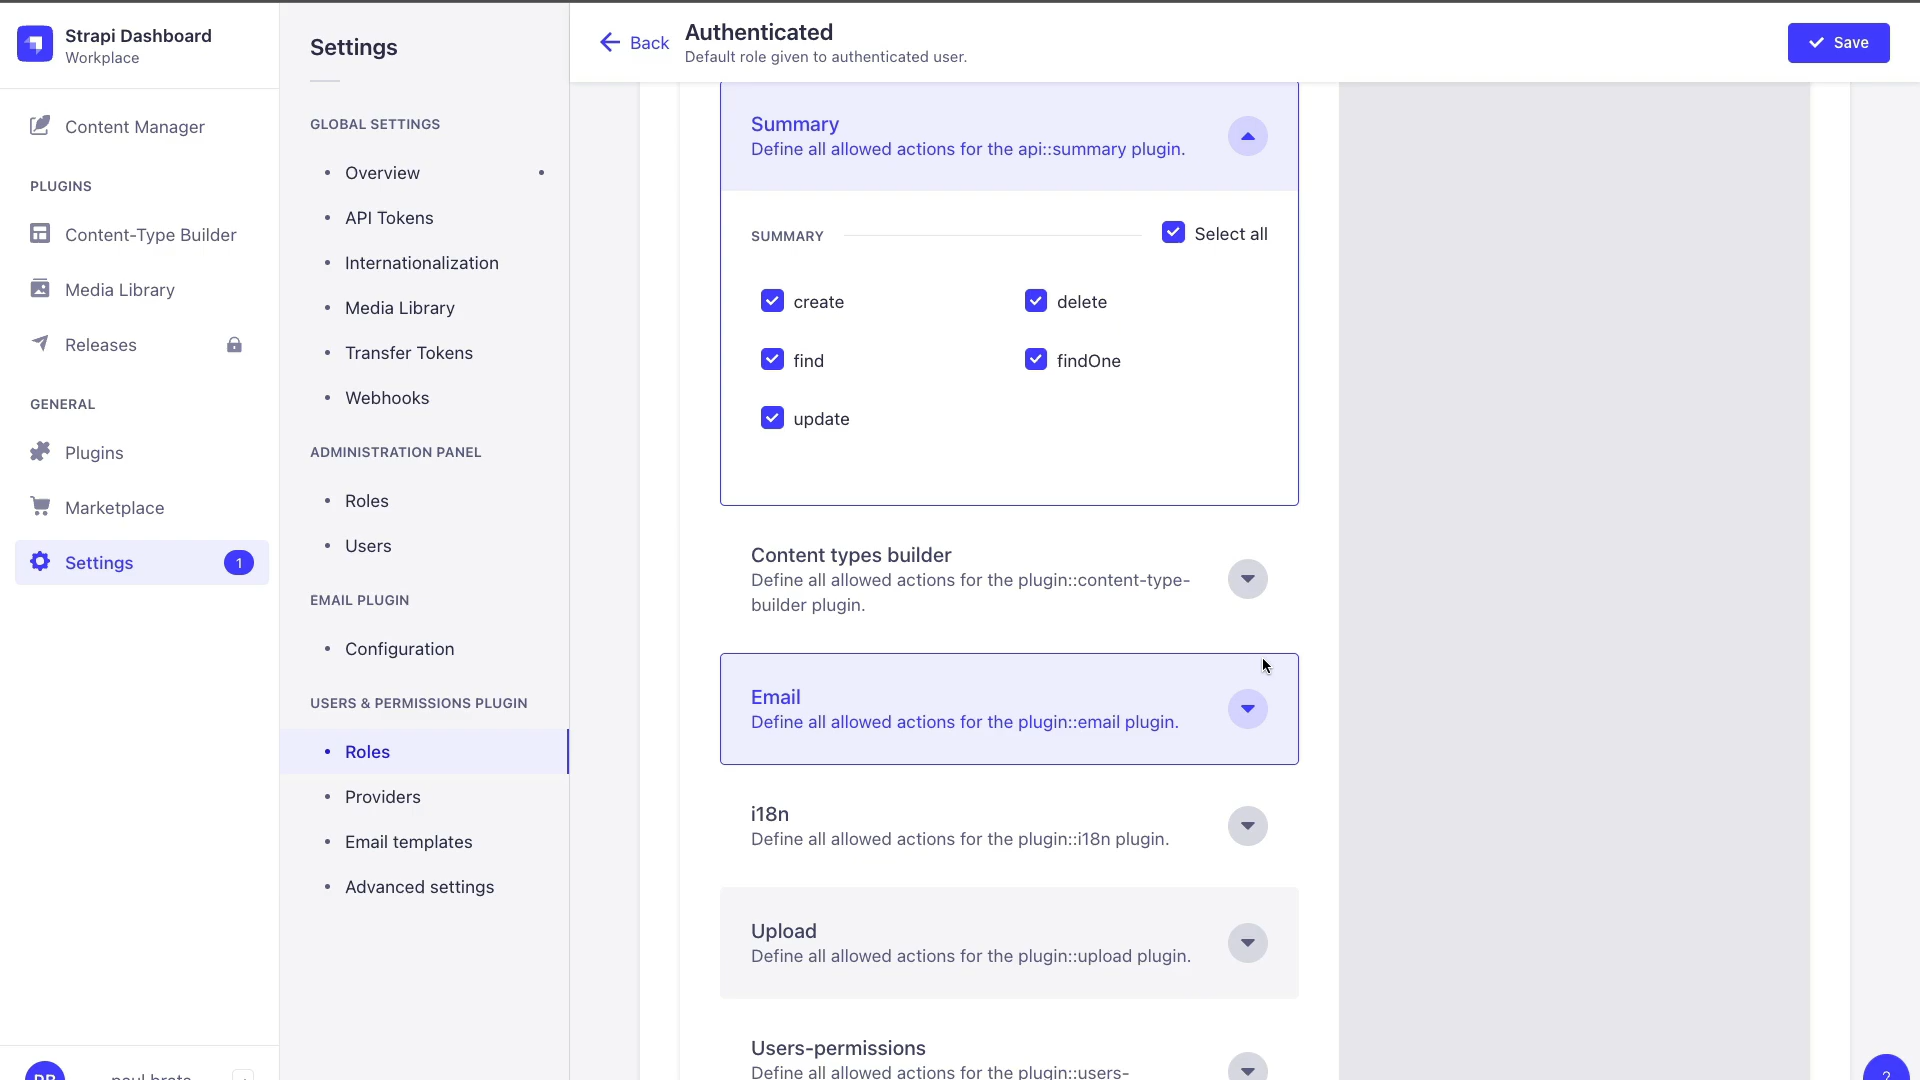 Strapi Dashboard
Workplace
Content Manager
PLUGINS
Content-Type Builder
Media Library
Releases
GENERAL
Plugins
Marketplace
Settings
1
Settings
GLOBAL SETTINGS
Overview
API Tokens
Internationalization
Media Library
Transfer Tokens
Webhooks
ADMINISTRATION PANEL
Roles
Users
EMAIL PLUGIN
Configuration
USERS & PERMISSIONS PLUGIN
Roles
Providers
Email templates
Advanced settings
Back
Authenticated
Default role given to authenticated user.
Save
Summary
Define all allowed actions for the api::summary plugin.
SUMMARY
Select all
create
delete
find
findOne
update
Content types builder
Define all allowed actions for the plugin::content-type-
builder plugin.
Email
Define all allowed actions for the plugin::email plugin.
i18n
Define all allowed actions for the plugin::i18n plugin.
Upload
Define all allowed actions for the plugin::upload plugin.
Users-permissions
Define all allowed actions for the plugin::users-